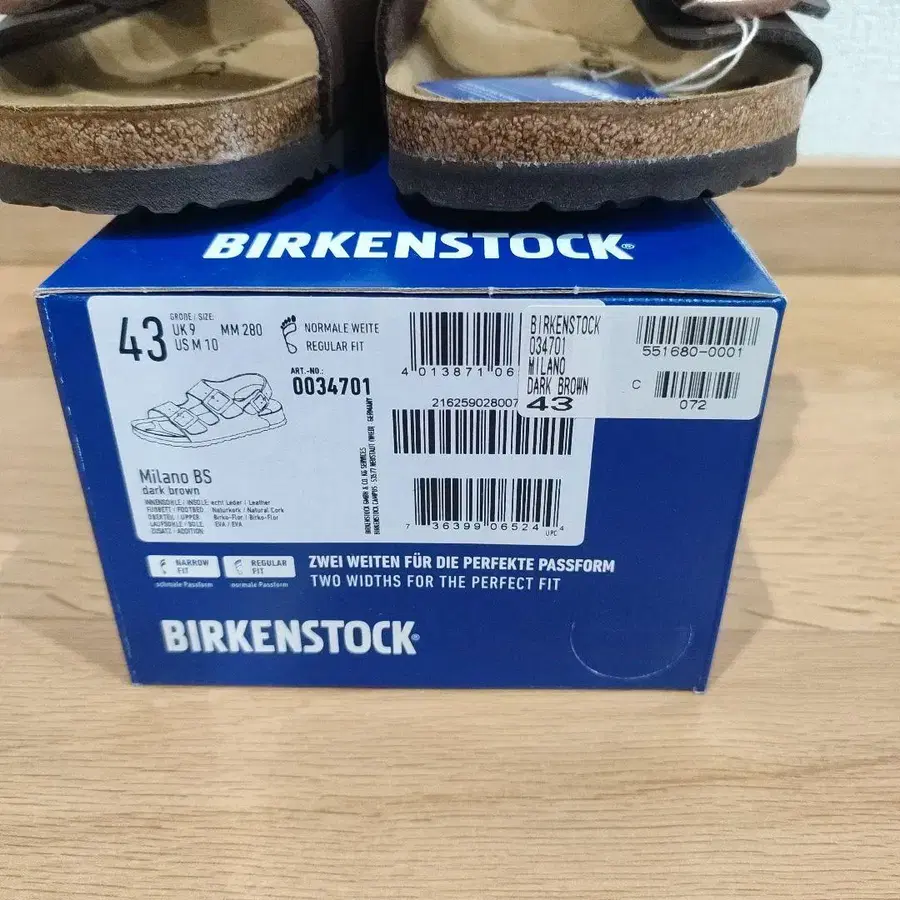 BIRKENSTOCK®
43
GRÖßE / SIZE:
UK 9 MM 280
US M 10
NORMALE WEITE
REGULAR FIT
ART.-NO.:
0034701
4 013871 06
216259028007
BIRKENSTOCK
034701
MILANO
DARK BROWN
43
551680-0001
C
072
Milano BS
dark brown
INNENSOHLE / INSOLE: echt Leder / Leather
FUßBETT / FOOTBED: Naturkork / Natural Cork
OBERTEIL / UPPER: Birko-Flor / Birko-Flor
LAUFSOHLE / SOLE: EVA / EVA
ZUSATZ / ADDITION:
7 36399 06524 4
UPC
NARROW FIT
schmale Passform
REGULAR FIT
normale Passform
ZWEI WEITEN FÜR DIE PERFEKTE PASSFORM
TWO WIDTHS FOR THE PERFECT FIT
BIRKENSTOCK®